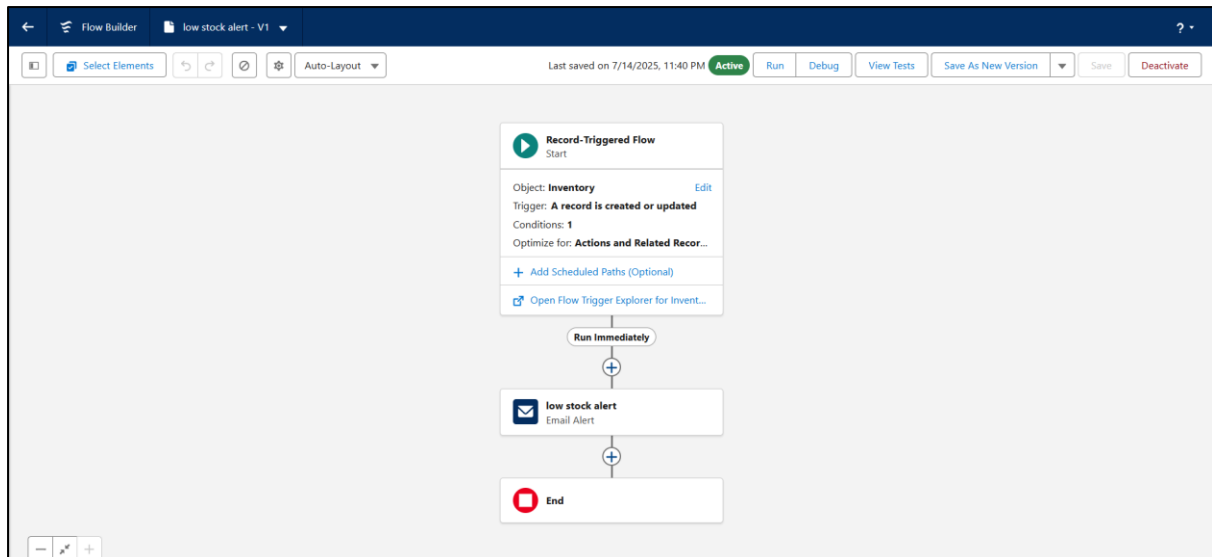 Flow Builder
low stock alert - V1
?
Select Elements
Auto-Layout
Last saved on 7/14/2025, 11:40 PM
Active
Run
Debug
View Tests
Save As New Version
Save
Deactivate
Record-Triggered Flow
Start
Object: Inventory
Edit
Trigger: A record is created or updated
Conditions: 1
Optimize for: Actions and Related Recor...
+ Add Scheduled Paths (Optional)
Open Flow Trigger Explorer for Invent...
Run Immediately
low stock alert
Email Alert
End